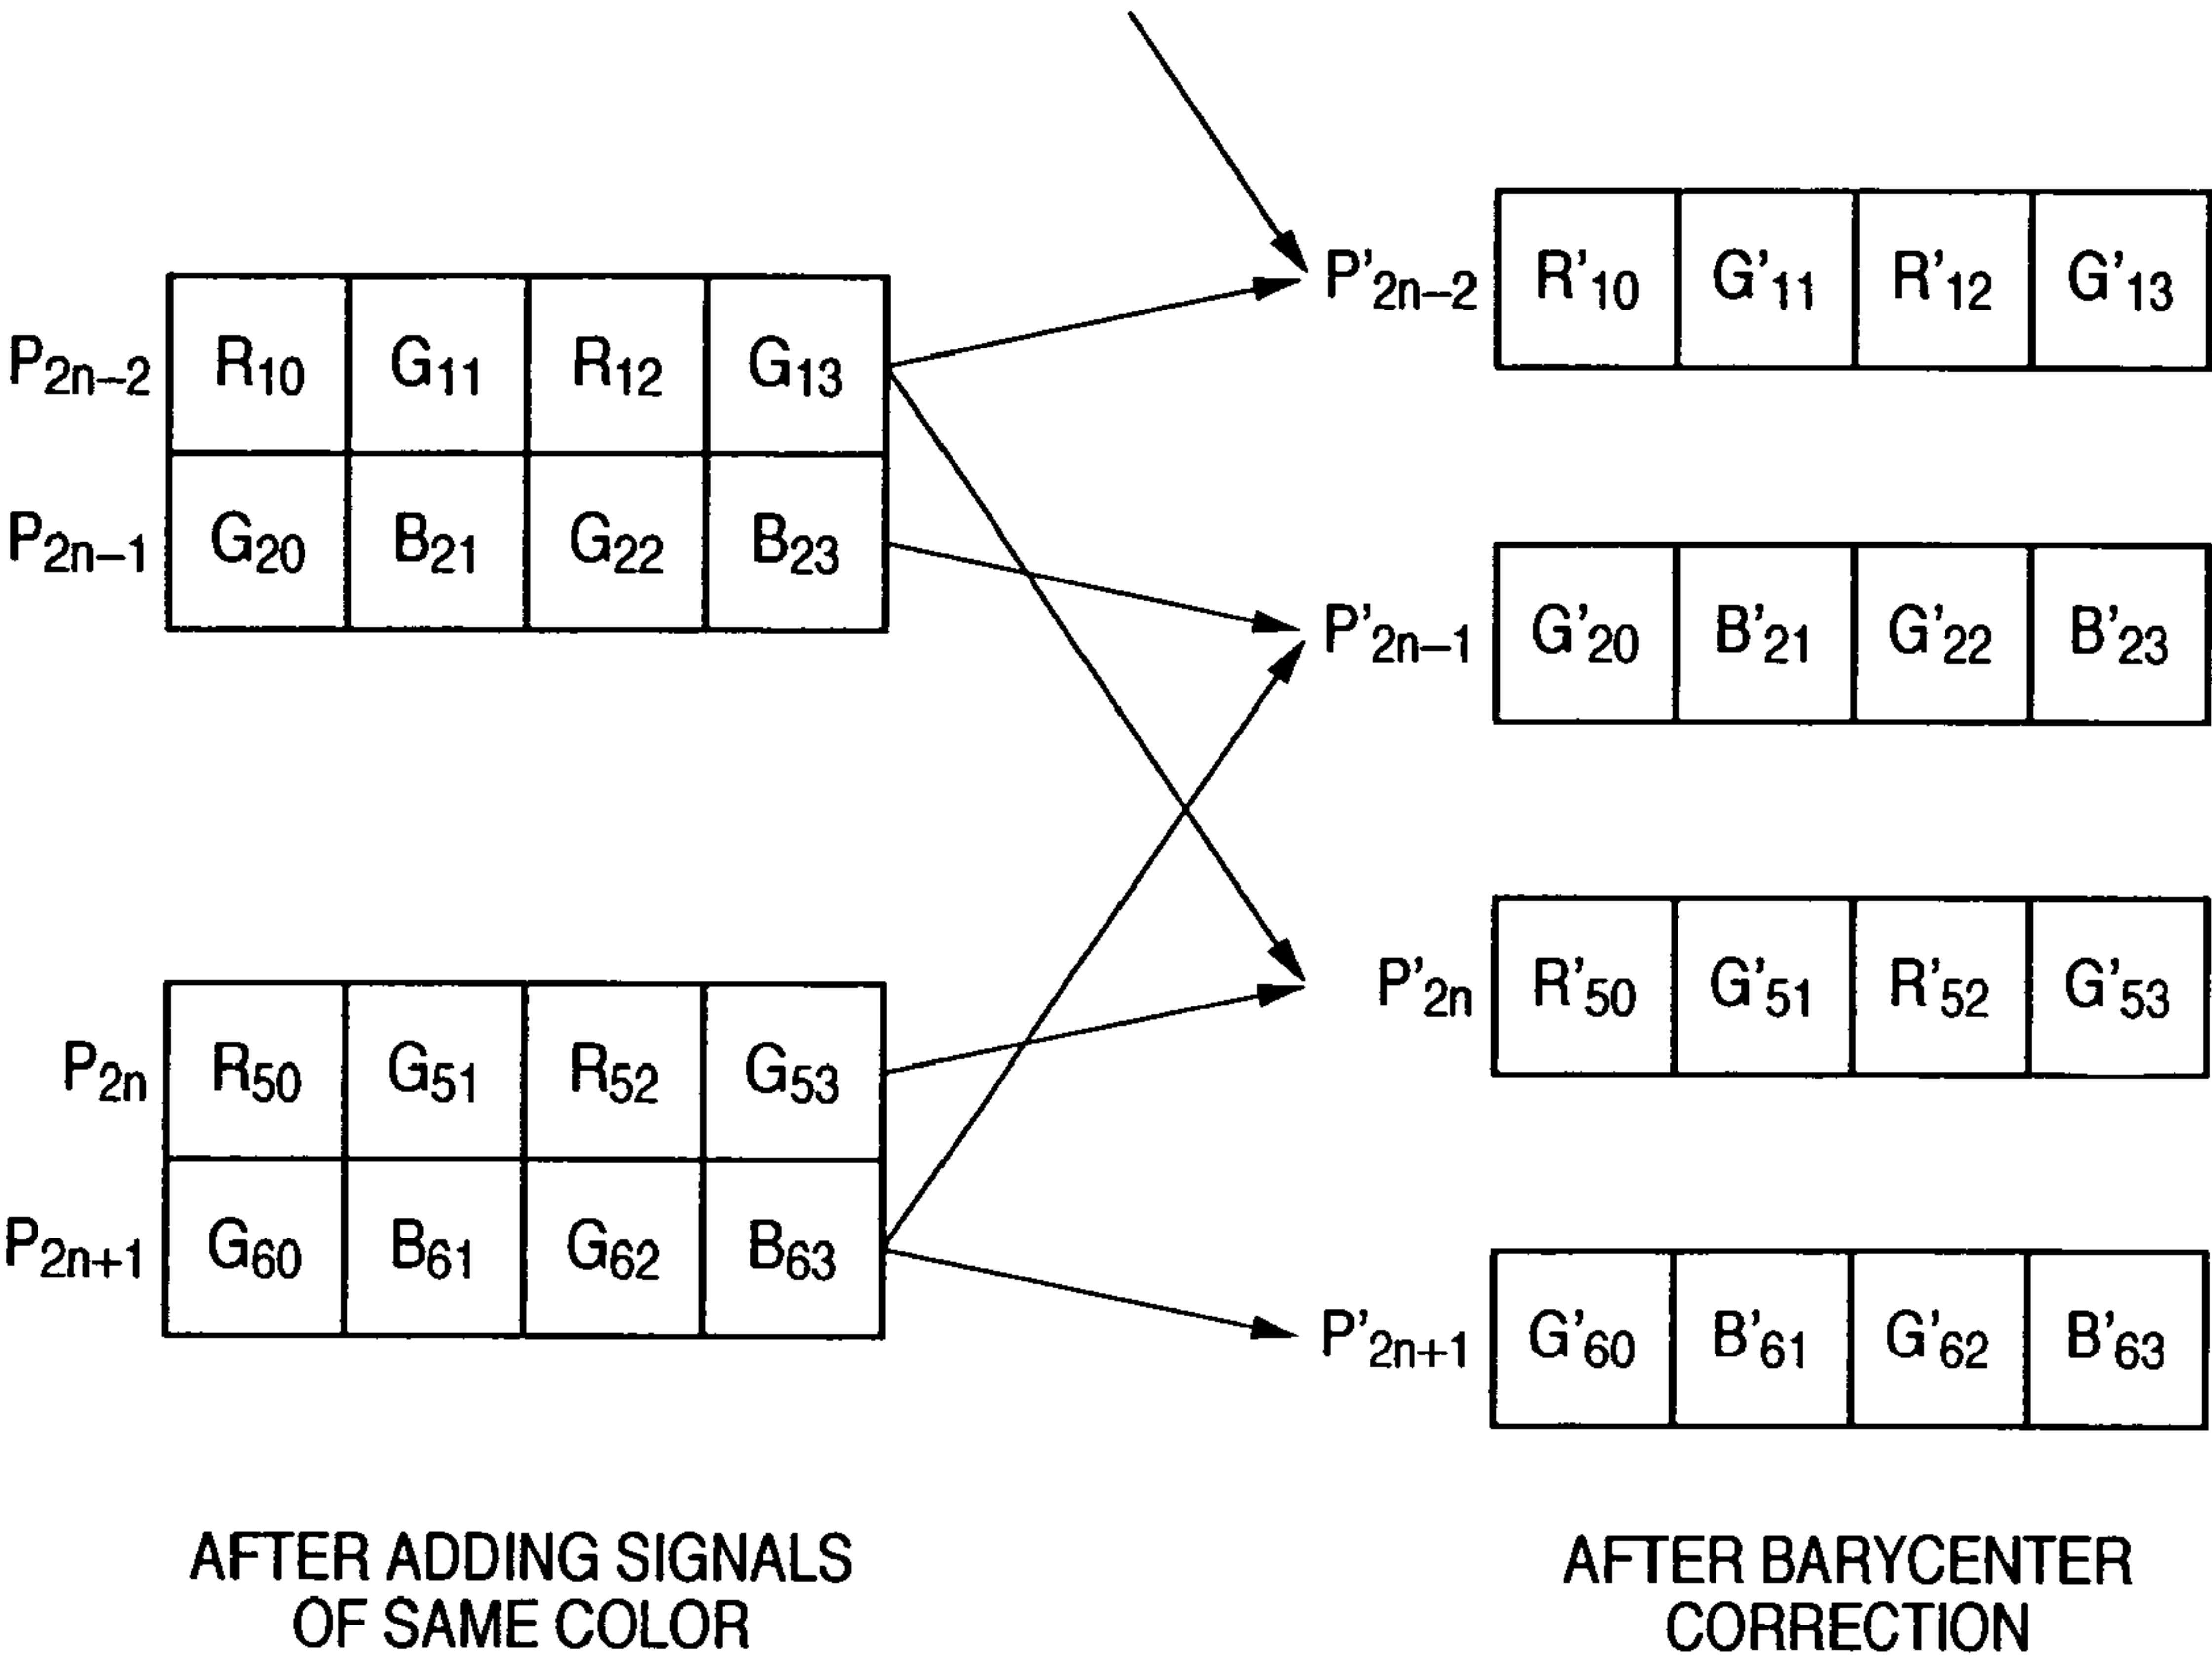 P2n–2 R10 G11 R12 G13
P2n–1 G20 B21 G22 B23
P2n R50 G51 R52 G53
P2n+1 G60 B61 G62 B63
AFTER ADDING SIGNALS
OF SAME COLOR
P'2n–2 R'10 G'11 R'12 G'13
P'2n–1 G'20 B'21 G'22 B'23
P'2n R'50 G'51 R'52 G'53
P'2n+1 G'60 B'61 G'62 B'63
AFTER BARYCENTER
CORRECTION